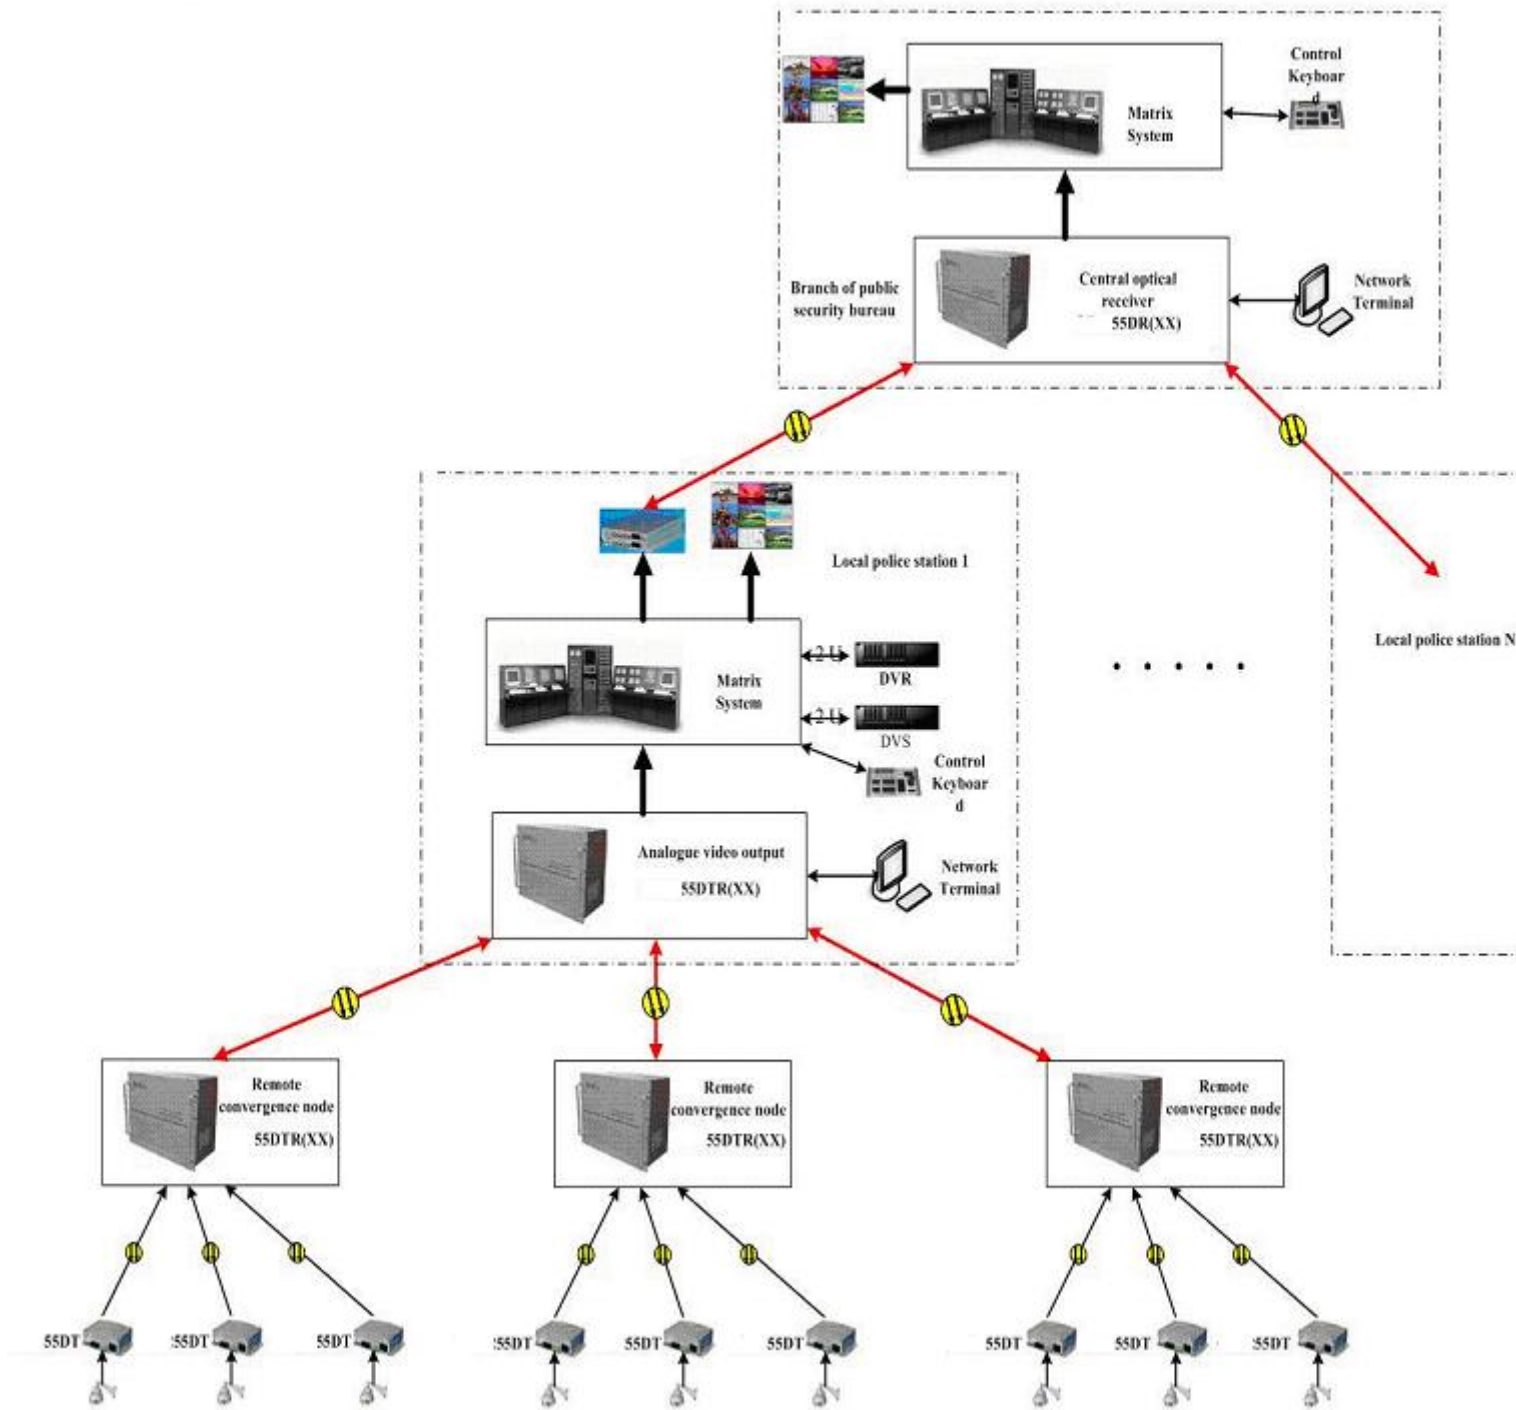 Control
Keyboar
d
Matrix
System
Branch of public
security bureau
Central optical
receiver
55DR(XX)
Network
Terminal
Local police station 1
Local police station N
Matrix
System
2 U
DVR
2 U
DVS
Control
Keyboar
d
Analogue video output
55DTR(XX)
Network
Terminal
Remote
convergence node
55DTR(XX)
Remote
convergence node
55DTR(XX)
Remote
convergence node
55DTR(XX)
55DT
55DT
55DT
55DT
55DT
55DT
55DT
55DT
55DT